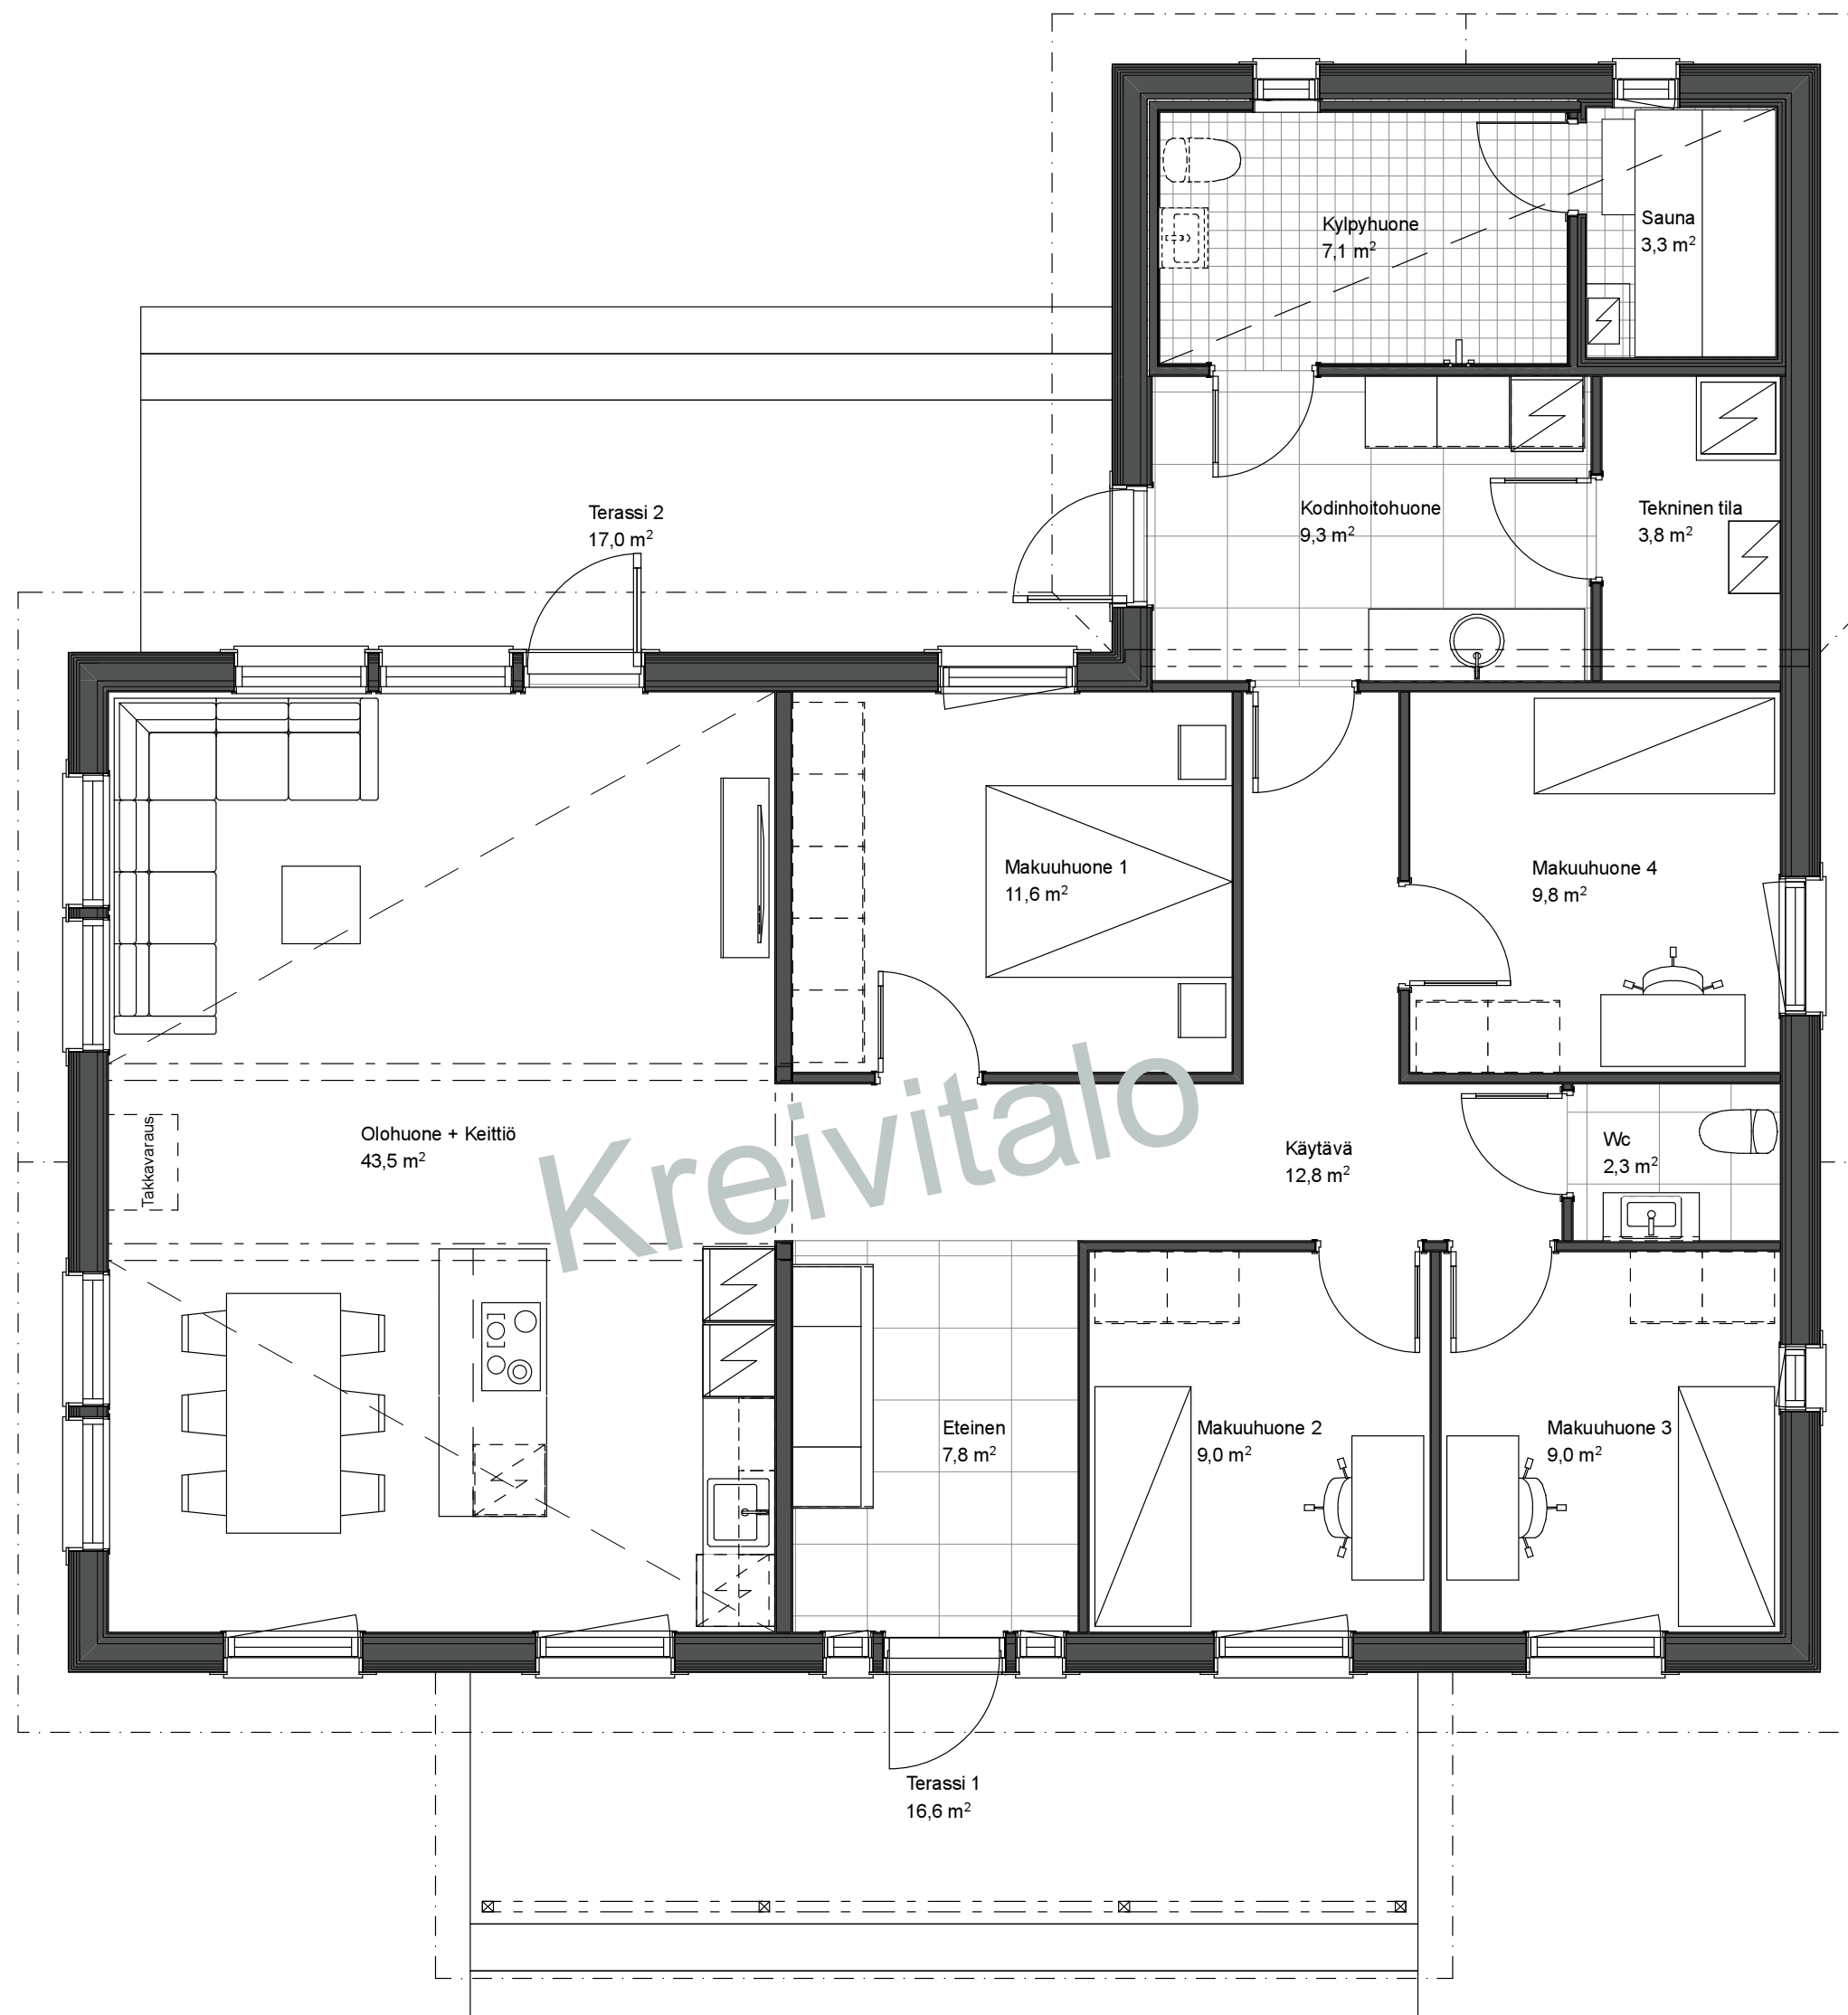 Kylpyhuone
7,1 m²
Sauna
3,3 m²
Terassi 2
17,0 m²
Kodinhoitohuone
9,3 m²
Tekninen tila
3,8 m²
Makuuhuone 1
11,6 m²
Makuuhuone 4
9,8 m²
Olohuone + Keittiö
43,5 m²
Takkavaraus
Kreivitalo
Käytävä
12,8 m²
Wc
2,3 m²
Eteinen
7,8 m²
Makuuhuone 2
9,0 m²
Makuuhuone 3
9,0 m²
Terassi 1
16,6 m²